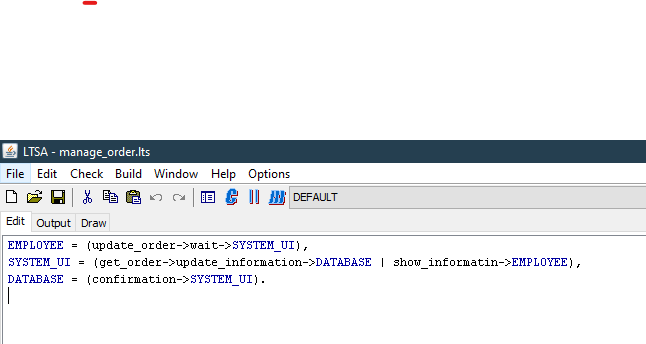 LTSA - manage_order.lts
File Edit Check Build Window Help Options
DEFAULT
Edit Output Draw
EMPLOYEE = (update_order->wait->SYSTEM_UI),
SYSTEM_UI = (get_order->update_information->DATABASE | show_informatin->EMPLOYEE),
DATABASE = (confirmation->SYSTEM_UI).